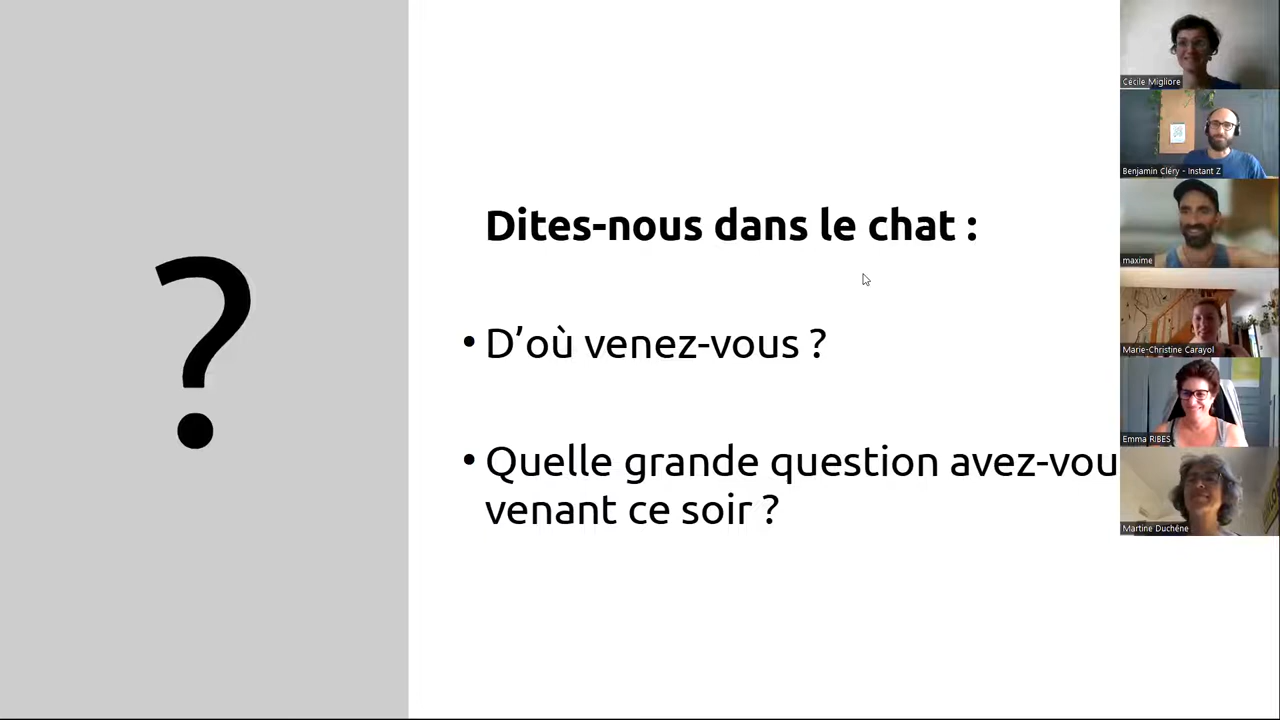 ?
Dites-nous dans le chat :
• D’où venez-vous ?
• Quelle grande question avez-vou
venant ce soir ?
Cécile Migliore
Benjamin Cléry - Instant Z
maxime
Marie-Christine Carayol
Emma RIBES
Martine Duchêne